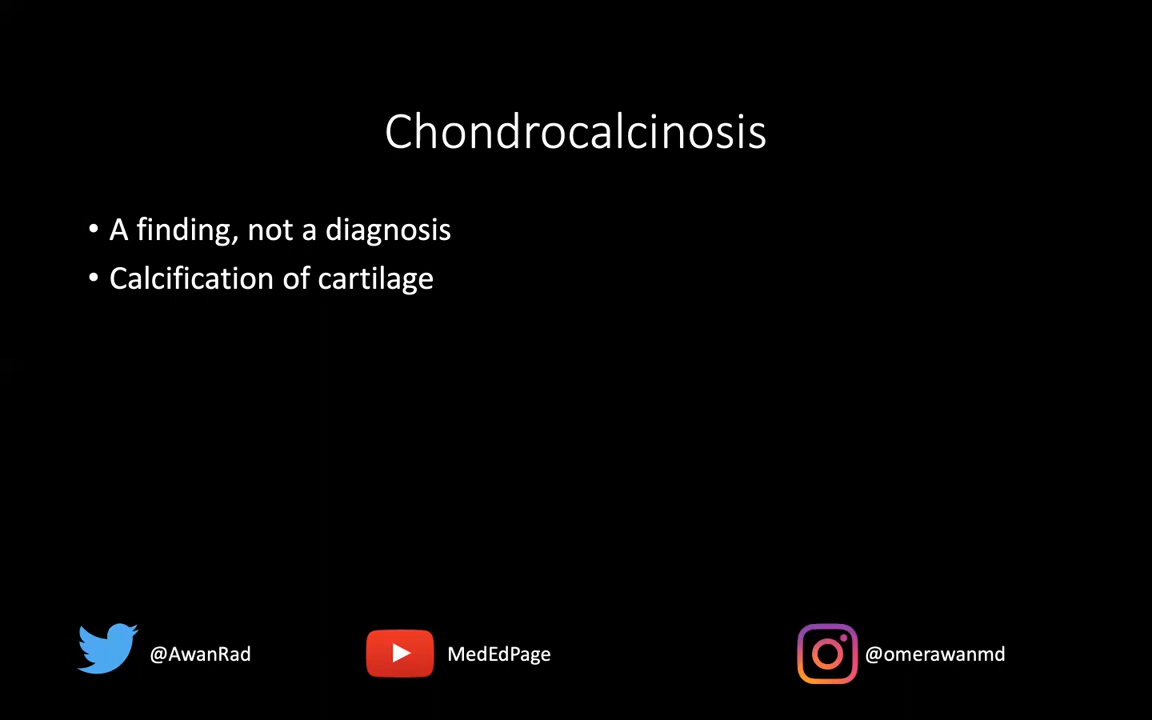 Chondrocalcinosis
• A finding, not a diagnosis
• Calcification of cartilage
@AwanRad MedEdPage @omerawanmd